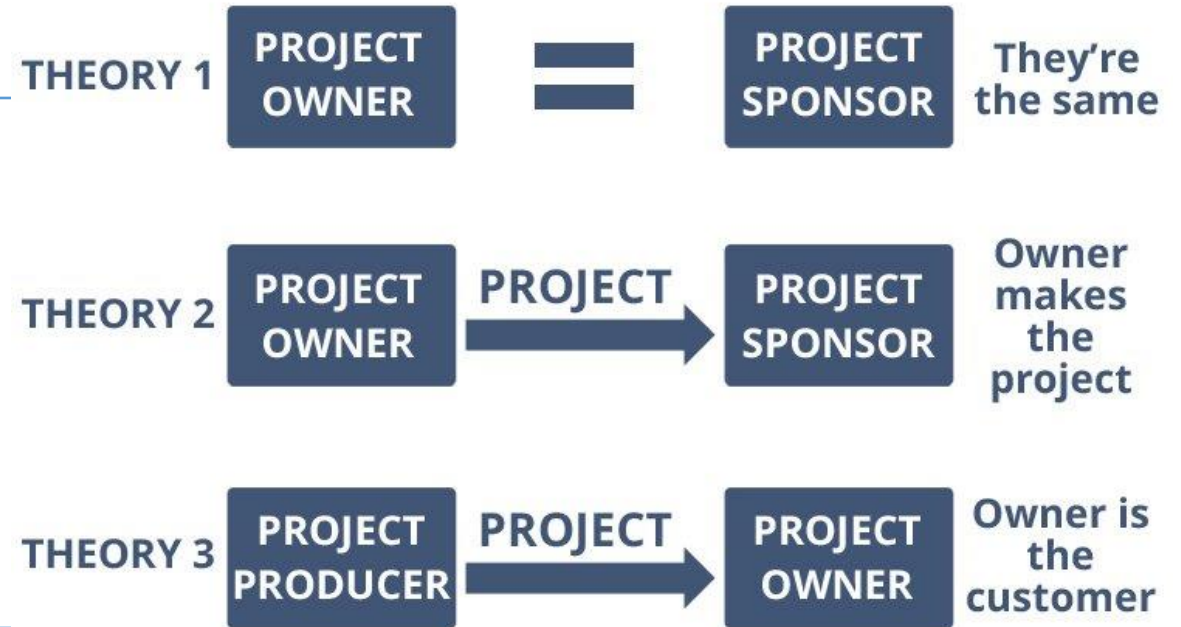 THEORY 1
PROJECT
OWNER
PROJECT
SPONSOR
They’re
the same
THEORY 2
PROJECT
OWNER
PROJECT
PROJECT
SPONSOR
Owner
makes
the
project
THEORY 3
PROJECT
PRODUCER
PROJECT
PROJECT
OWNER
Owner is
the
customer